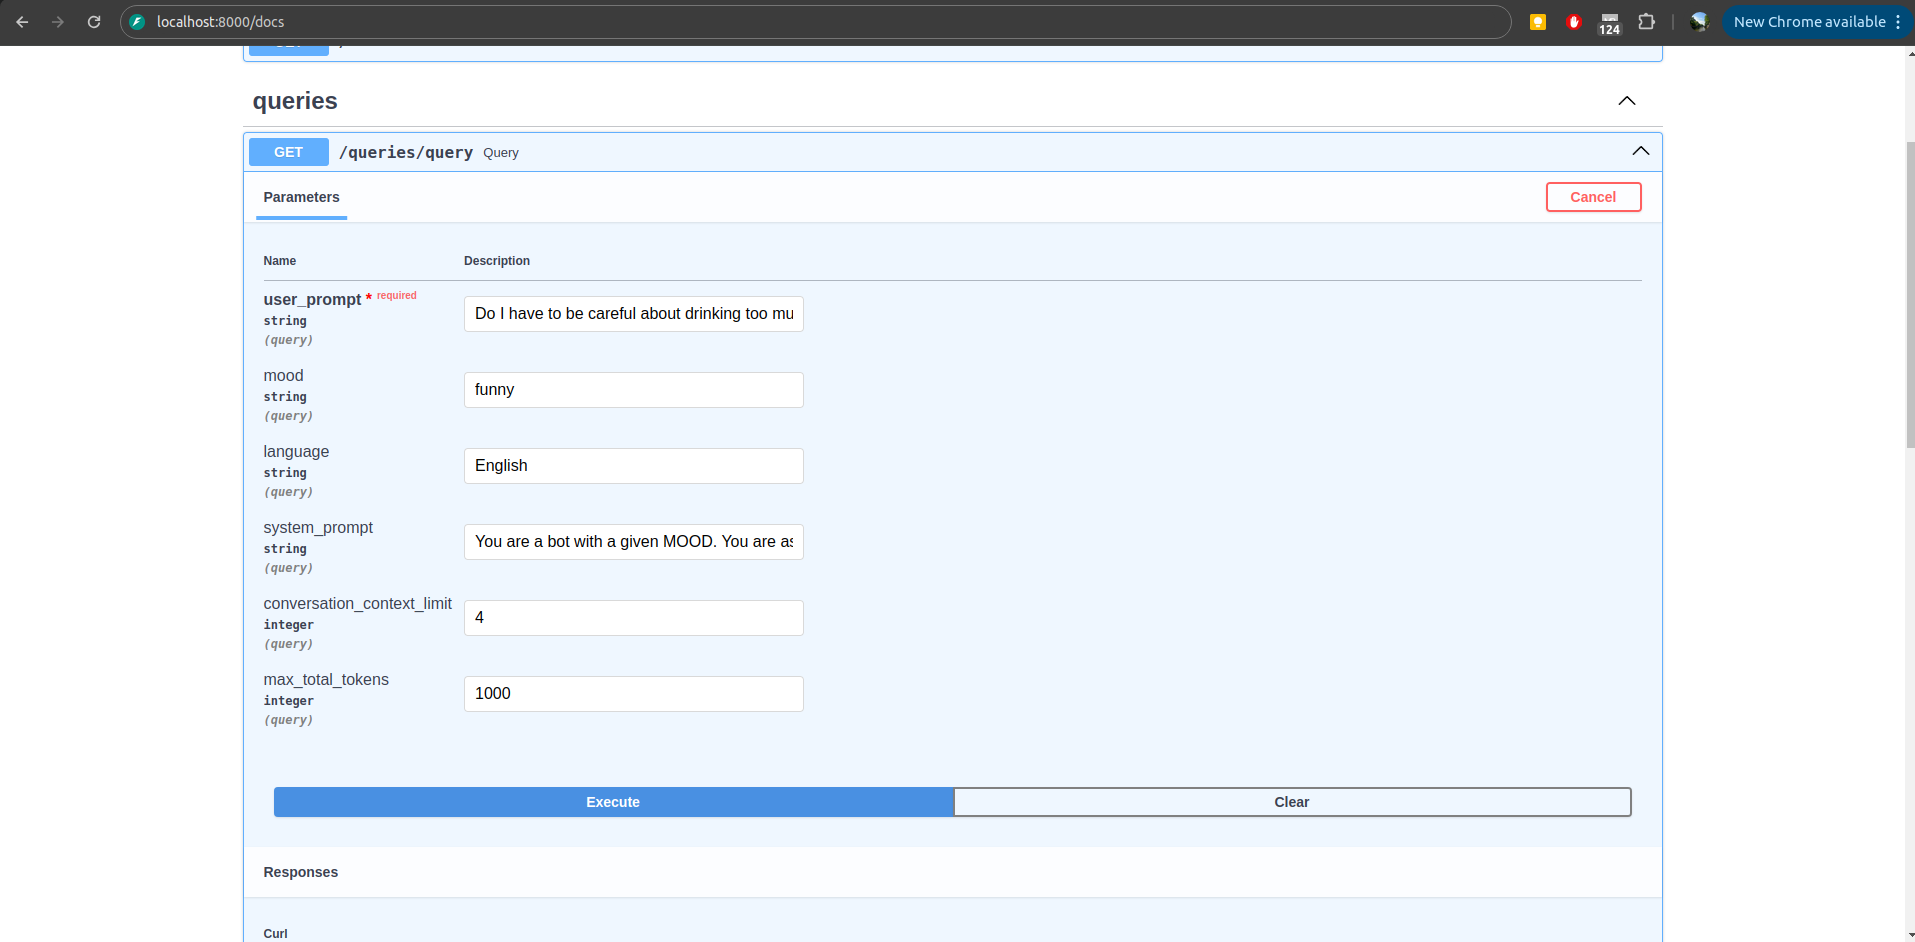 localhost:8000/docs
124
New Chrome available
queries
GET /queries/query Query
Parameters
Cancel
Name Description
user_prompt * required
string
(query)
Do I have to be careful about drinking too mu
mood
string
(query)
funny
language
string
(query)
English
system_prompt
string
(query)
You are a bot with a given MOOD. You are as
conversation_context_limit
integer
(query)
4
max_total_tokens
integer
(query)
1000
Execute
Clear
Responses
Curl